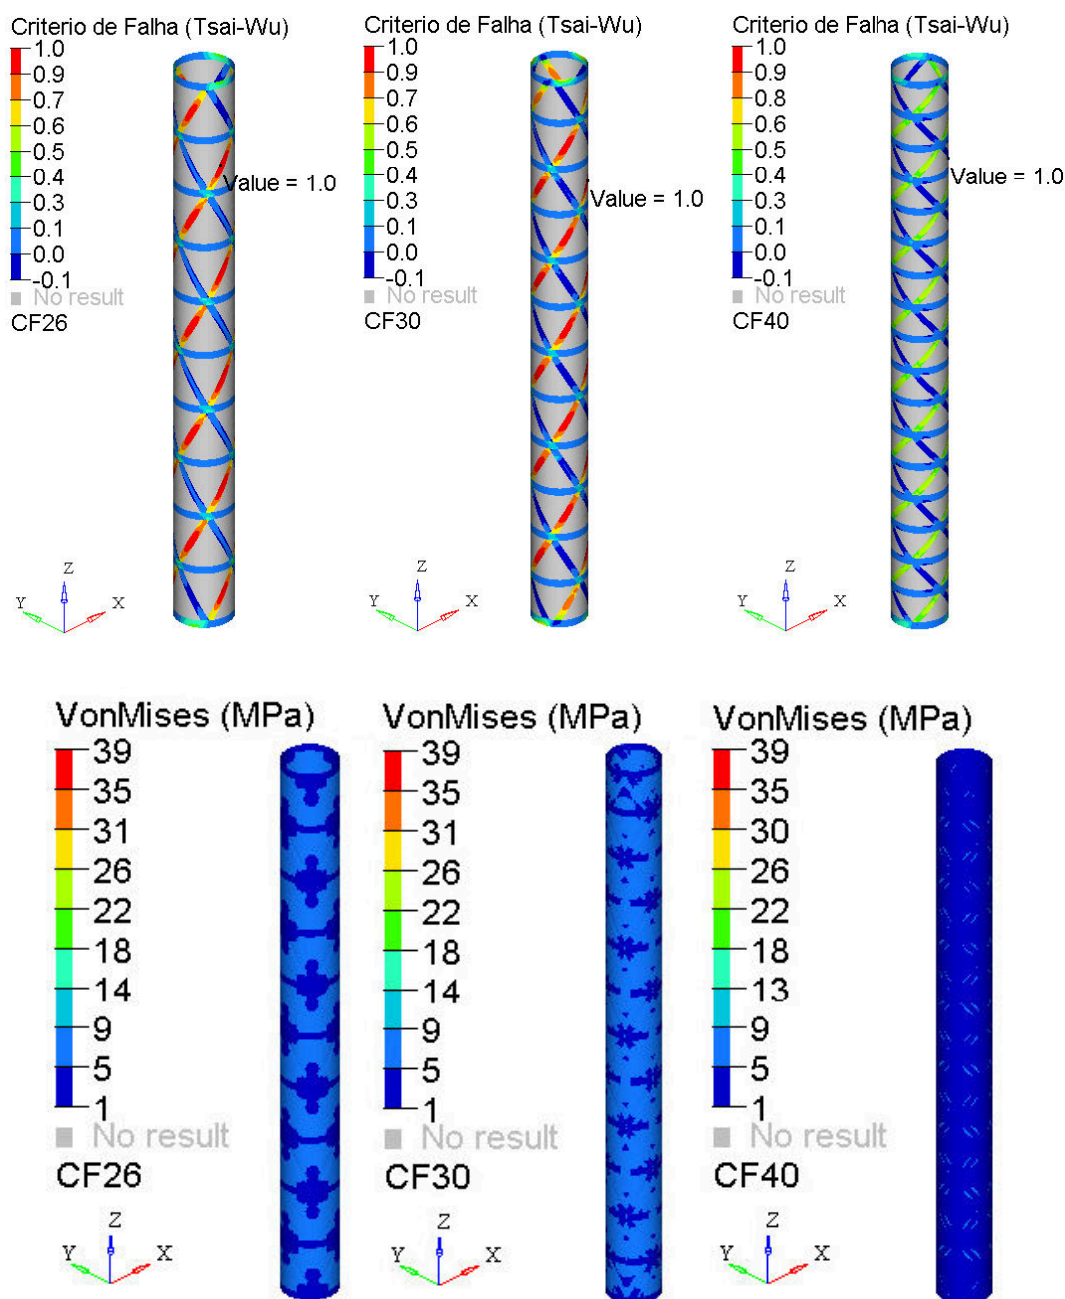 Criterio de Falha (Tsai-Wu)
1.0
0.9
0.7
0.6
0.5
0.4
0.3
0.1
0.0
-0.1
No result
CF26
Value = 1.0
Z
Y
X
Criterio de Falha (Tsai-Wu)
1.0
0.9
0.7
0.6
0.5
0.4
0.3
0.1
0.0
-0.1
No result
CF30
Value = 1.0
Z
Y
X
Criterio de Falha (Tsai-Wu)
1.0
0.9
0.8
0.6
0.5
0.4
0.3
0.2
0.0
-0.1
No result
CF40
Value = 1.0
Z
Y
X
VonMises (MPa)
39
35
31
26
22
18
14
9
5
1
No result
CF26
Z
Y
X
VonMises (MPa)
39
35
31
26
22
18
14
9
5
1
No result
CF30
Z
Y
X
VonMises (MPa)
39
35
30
26
22
18
13
9
5
1
No result
CF40
Z
Y
X